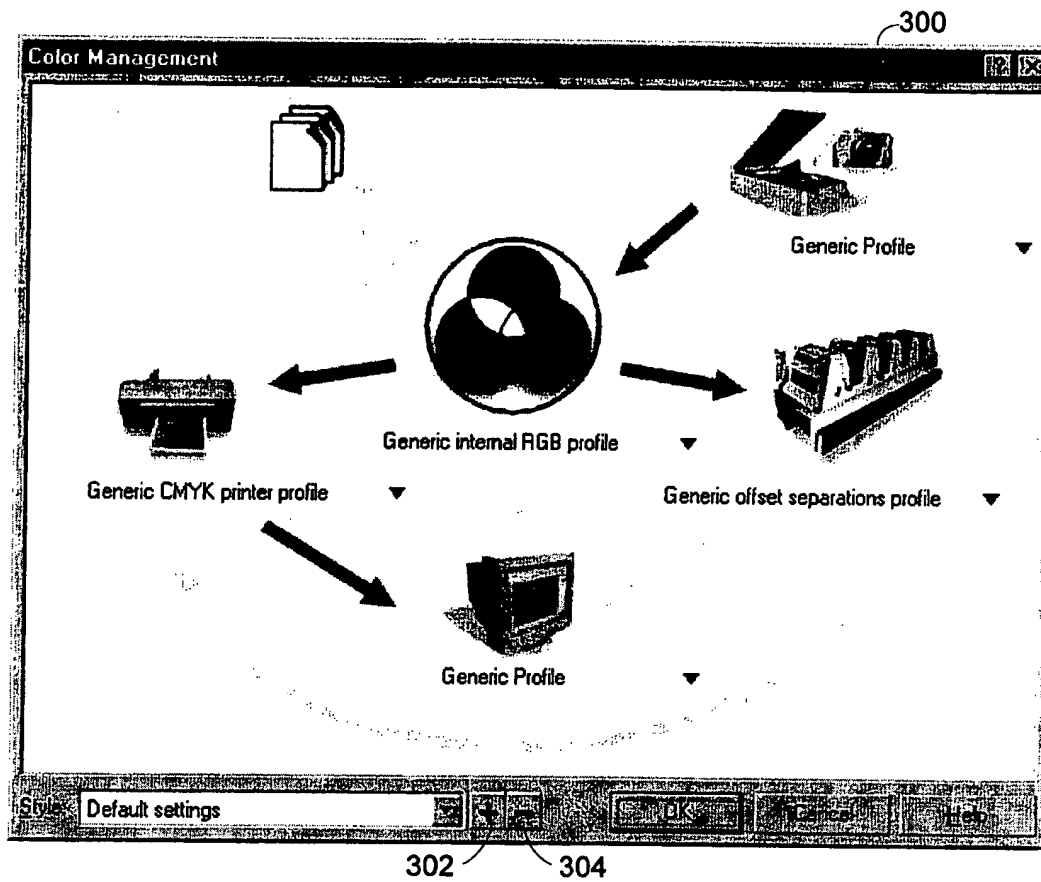 300
Color Management
Generic Profile
Generic internal RGB profile
Generic CMYK printer profile
Generic offset separations profile
Generic Profile
Style: Default settings
OK Cancel Help
302 304